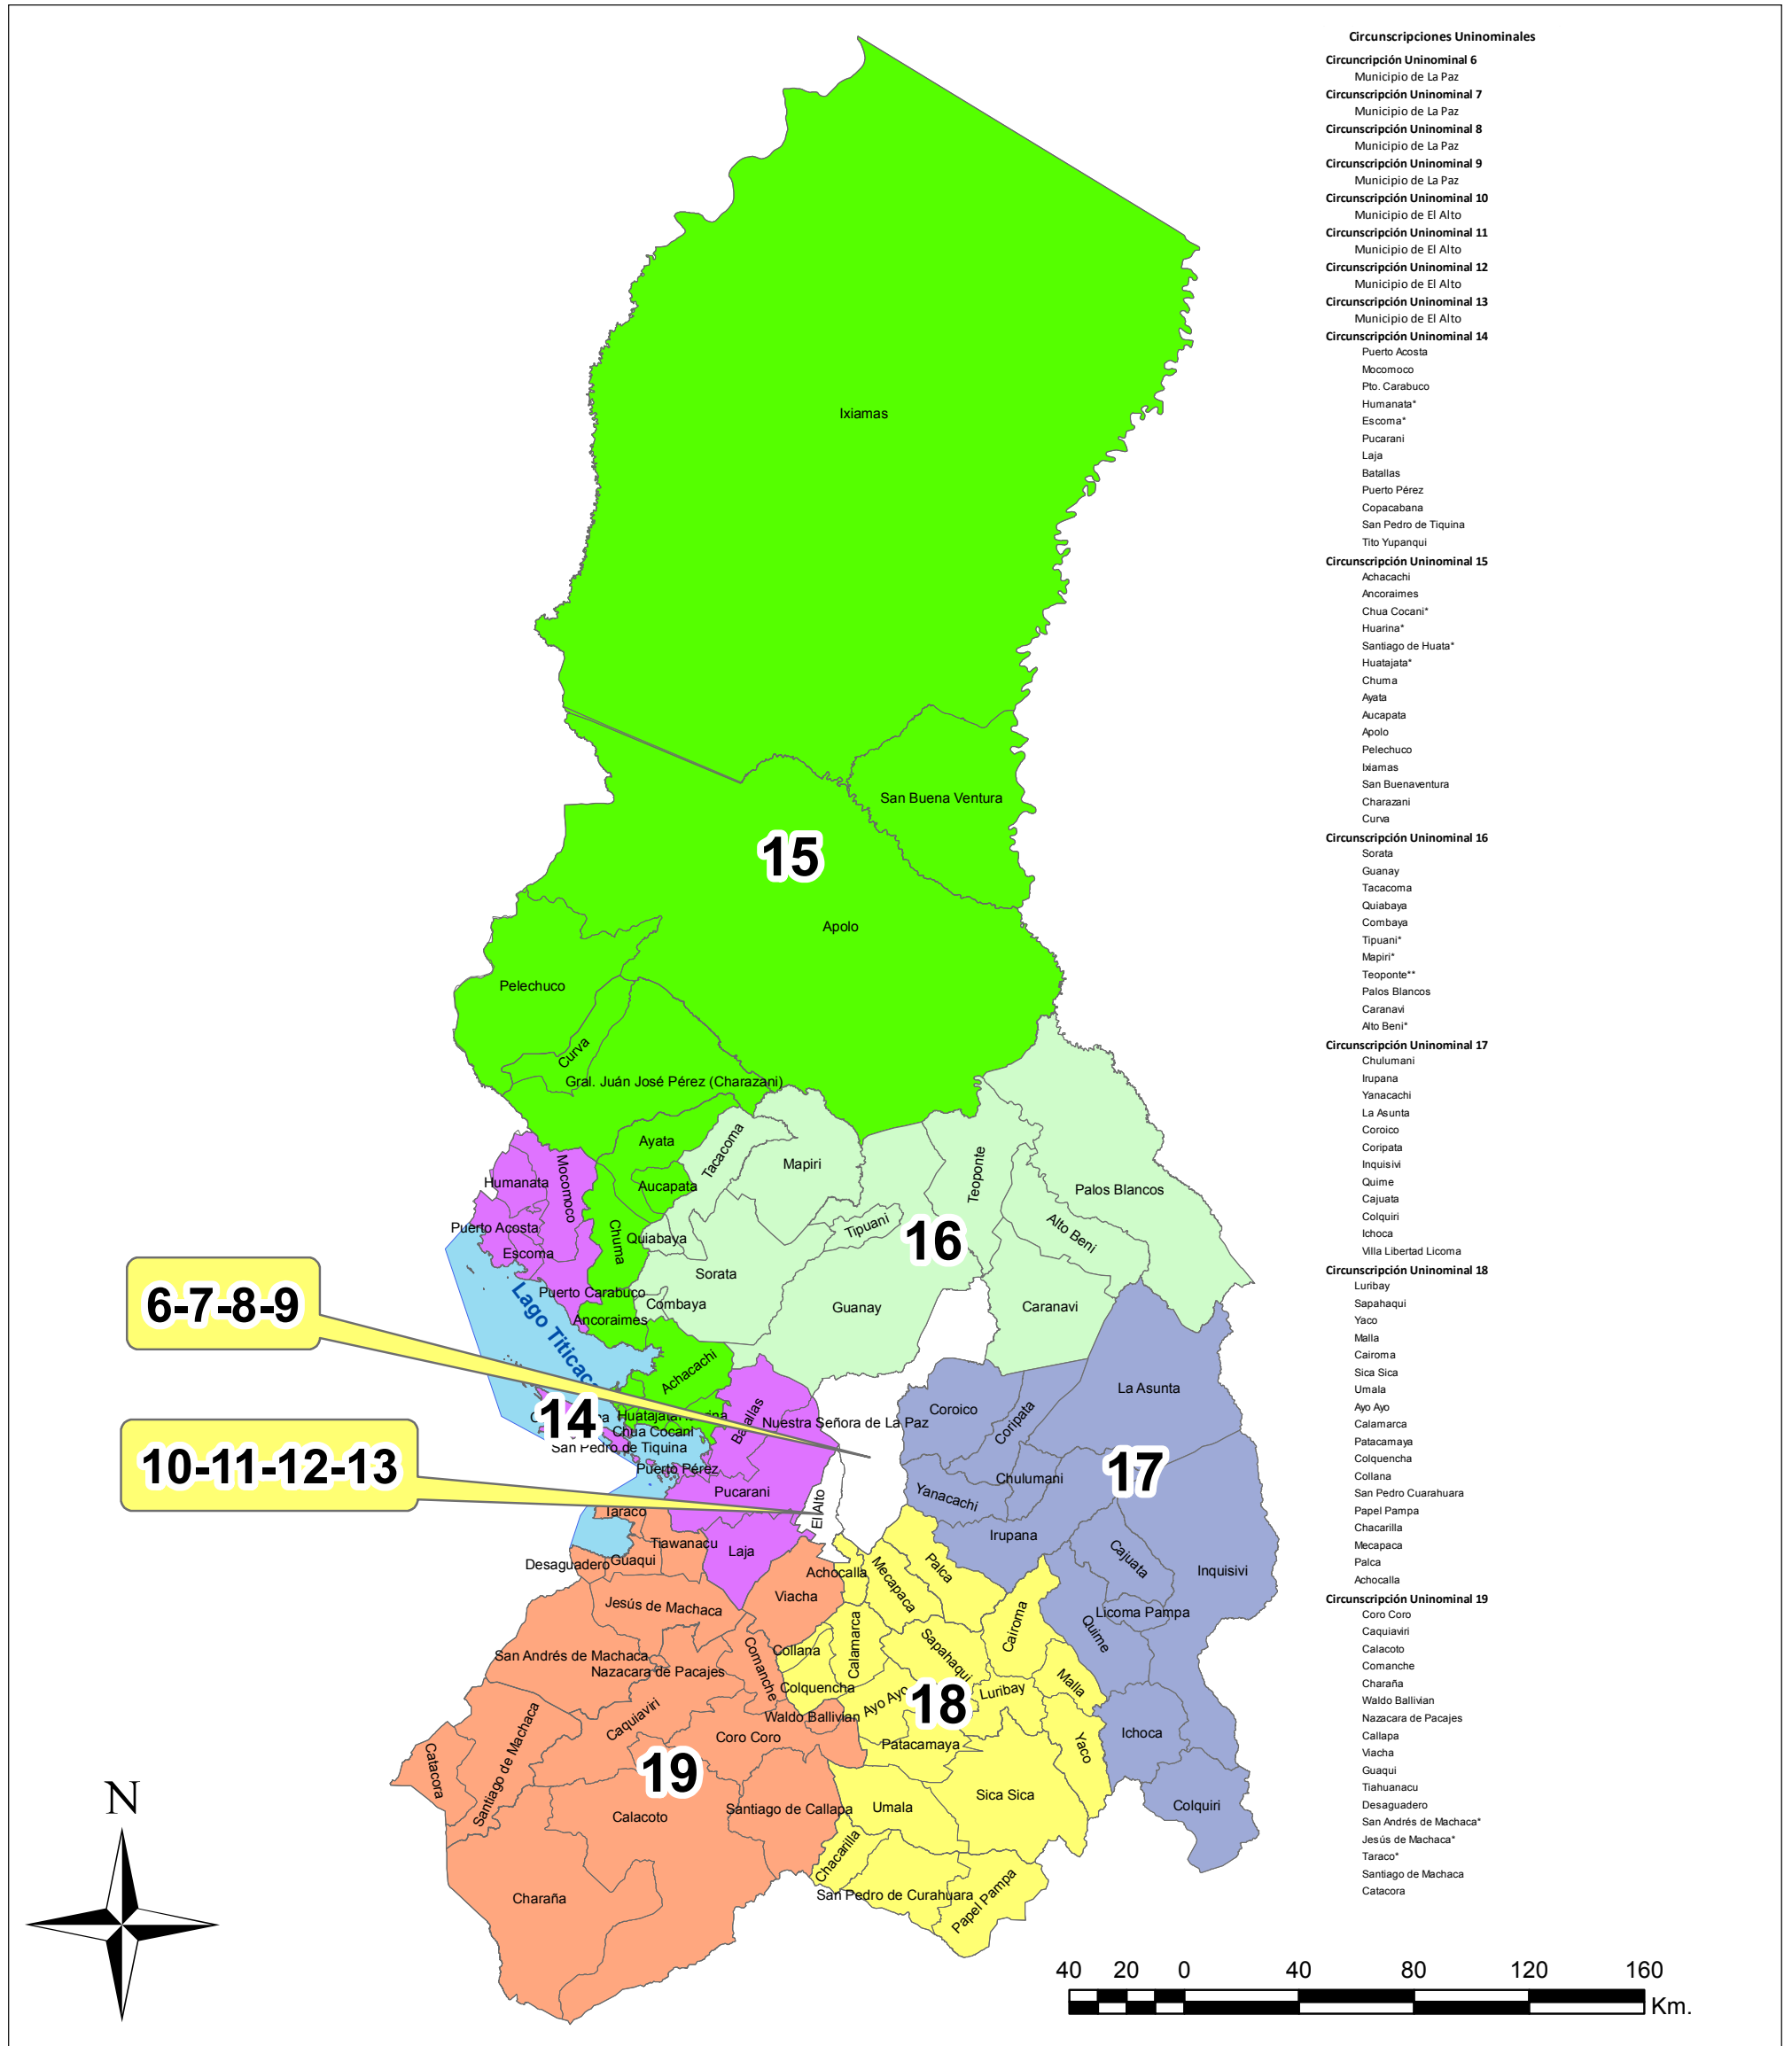 Circunscripciones Uninominales
Circuncripción Uninominal 6
Municipio de La Paz
Circunscripción Uninominal 7
Municipio de La Paz
Circunscripción Uninominal 8
Municipio de La Paz
Circunscripción Uninominal 9
Municipio de La Paz
Circunscripción Uninominal 10
Municipio de El Alto
Circunscripción Uninominal 11
Municipio de El Alto
Circunscripción Uninominal 12
Municipio de El Alto
Circunscripción Uninominal 13
Municipio de El Alto
Circunscripción Uninominal 14
Puerto Acosta
Mocomoco
Pto. Carabuco
Humanata*
Escoma*
Pucarani
Laja
Batallas
Puerto Pérez
Copacabana
San Pedro de Tiquina
Tito Yupanqui
Circunscripción Uninominal 15
Achacachi
Ancoraimes
Chua Cocani*
Huarina*
Santiago de Huata*
Huatajata*
Chuma
Ayata
Aucapata
Apolo
Pelechuco
Ixiamas
San Buenaventura
Charazani
Curva
Circunscripción Uninominal 16
Sorata
Guanay
Tacacoma
Quiabaya
Combaya
Tipuani*
Mapiri*
Teoponte**
Palos Blancos
Caranavi
Alto Beni*
Circunscripción Uninominal 17
Chulumani
Irupana
Yanacachi
La Asunta
Coroico
Coripata
Inquisivi
Quime
Cajuata
Colquiri
Ichoca
Villa Libertad Licoma
Circunscripción Uninominal 18
Luribay
Sapahaqui
Yaco
Malla
Cairoma
Sica Sica
Umala
Ayo Ayo
Calamarca
Patacamaya
Colquencha
Collana
San Pedro Cuarahuara
Papel Pampa
Chacarilla
Mecapaca
Palca
Achocalla
Circunscripción Uninominal 19
Coro Coro
Caquiaviri
Calacoto
Comanche
Charaña
Waldo Ballivian
Nazacara de Pacajes
Callapa
Viacha
Guaqui
Tiahuanacu
Desaguadero
San Andrés de Machaca*
Jesús de Machaca*
Taraco*
Santiago de Machaca
Catacora
Ixiamas
San Buena Ventura
15
Apolo
Pelechuco
Curva
Gral. Juán José Pérez (Charazani)
Ayata
Tacacoma
Mapiri
Teoponte
Palos Blancos
Humanata
Mocomoco
Aucapata
Puerto Acosta
Chuma
Quiabaya
Tipuani
16
Alto Beni
Escoma
Sorata
Puerto Carabuco
Combaya
Guanay
Caranavi
6-7-8-9
Lago Titicaca
Ancoraimes
Achacachi
La Asunta
14
Huatajata
Batallas
Nuestra Señora de La Paz
Coroico
Coripata
Chua Cocani
San Pedro de Tiquina
10-11-12-13
Puerto Pérez
Pucarani
El Alto
Yanacachi
Chulumani
17
Taraco
Tiawanacu
Laja
Irupana
Desaguadero
Guaqui
Achocalla
Mecapaca
Palca
Cajuata
Inquisivi
Viacha
Jesús de Machaca
Licoma Pampa
Cairoma
Quime
San Andrés de Machaca
Nazacara de Pacajes
Comanche
Collana
Calamarca
Sapahaqui
Colquencha
Malla
Santiago de Machaca
Caquiaviri
Waldo Ballivian
Ayo Ayo
18
Luribay
Coro Coro
Patacamaya
Yaco
Ichoca
Catacora
19
Calacoto
Santiago de Callapa
Umala
Sica Sica
Colquiri
Chacarilla
Charaña
San Pedro de Curahuara
Papel Pampa
N
40 20 0 40 80 120 160
Km.